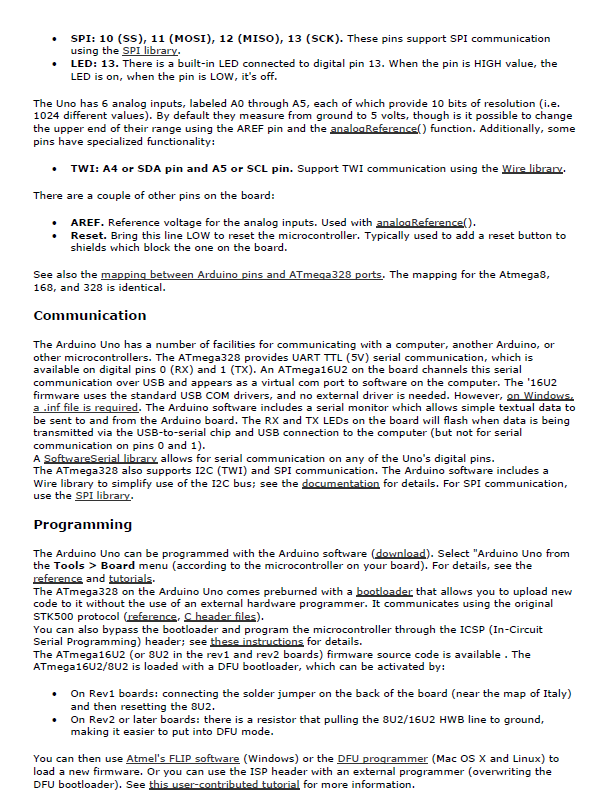 • SPI: 10 (SS), 11 (MOSI), 12 (MISO), 13 (SCK). These pins support SPI communication
using the SPI library.
• LED: 13. There is a built-in LED connected to digital pin 13. When the pin is HIGH value, the
LED is on, when the pin is LOW, it's off.
The Uno has 6 analog inputs, labeled A0 through A5, each of which provide 10 bits of resolution (i.e.
1024 different values). By default they measure from ground to 5 volts, though is it possible to change
the upper end of their range using the AREF pin and the analogReference() function. Additionally, some
pins have specialized functionality:
• TWI: A4 or SDA pin and A5 or SCL pin. Support TWI communication using the Wire library.
There are a couple of other pins on the board:
• AREF. Reference voltage for the analog inputs. Used with analogReference().
• Reset. Bring this line LOW to reset the microcontroller. Typically used to add a reset button to
shields which block the one on the board.
See also the mapping between Arduino pins and ATmega328 ports. The mapping for the Atmega8,
168, and 328 is identical.
Communication
The Arduino Uno has a number of facilities for communicating with a computer, another Arduino, or
other microcontrollers. The ATmega328 provides UART TTL (5V) serial communication, which is
available on digital pins 0 (RX) and 1 (TX). An ATmega16U2 on the board channels this serial
communication over USB and appears as a virtual com port to software on the computer. The '16U2
firmware uses the standard USB COM drivers, and no external driver is needed. However, on Windows,
a .inf file is required. The Arduino software includes a serial monitor which allows simple textual data to
be sent to and from the Arduino board. The RX and TX LEDs on the board will flash when data is being
transmitted via the USB-to-serial chip and USB connection to the computer (but not for serial
communication on pins 0 and 1).
A SoftwareSerial library allows for serial communication on any of the Uno's digital pins.
The ATmega328 also supports I2C (TWI) and SPI communication. The Arduino software includes a
Wire library to simplify use of the I2C bus; see the documentation for details. For SPI communication,
use the SPI library.
Programming
The Arduino Uno can be programmed with the Arduino software (download). Select "Arduino Uno from
the Tools > Board menu (according to the microcontroller on your board). For details, see the
reference and tutorials.
The ATmega328 on the Arduino Uno comes preburned with a bootloader that allows you to upload new
code to it without the use of an external hardware programmer. It communicates using the original
STK500 protocol (reference, C header files).
You can also bypass the bootloader and program the microcontroller through the ICSP (In-Circuit
Serial Programming) header; see these instructions for details.
The ATmega16U2 (or 8U2 in the rev1 and rev2 boards) firmware source code is available . The
ATmega16U2/8U2 is loaded with a DFU bootloader, which can be activated by:
• On Rev1 boards: connecting the solder jumper on the back of the board (near the map of Italy)
and then resetting the 8U2.
• On Rev2 or later boards: there is a resistor that pulling the 8U2/16U2 HWB line to ground,
making it easier to put into DFU mode.
You can then use Atmel's FLIP software (Windows) or the DFU programmer (Mac OS X and Linux) to
load a new firmware. Or you can use the ISP header with an external programmer (overwriting the
DFU bootloader). See this user-contributed tutorial for more information.